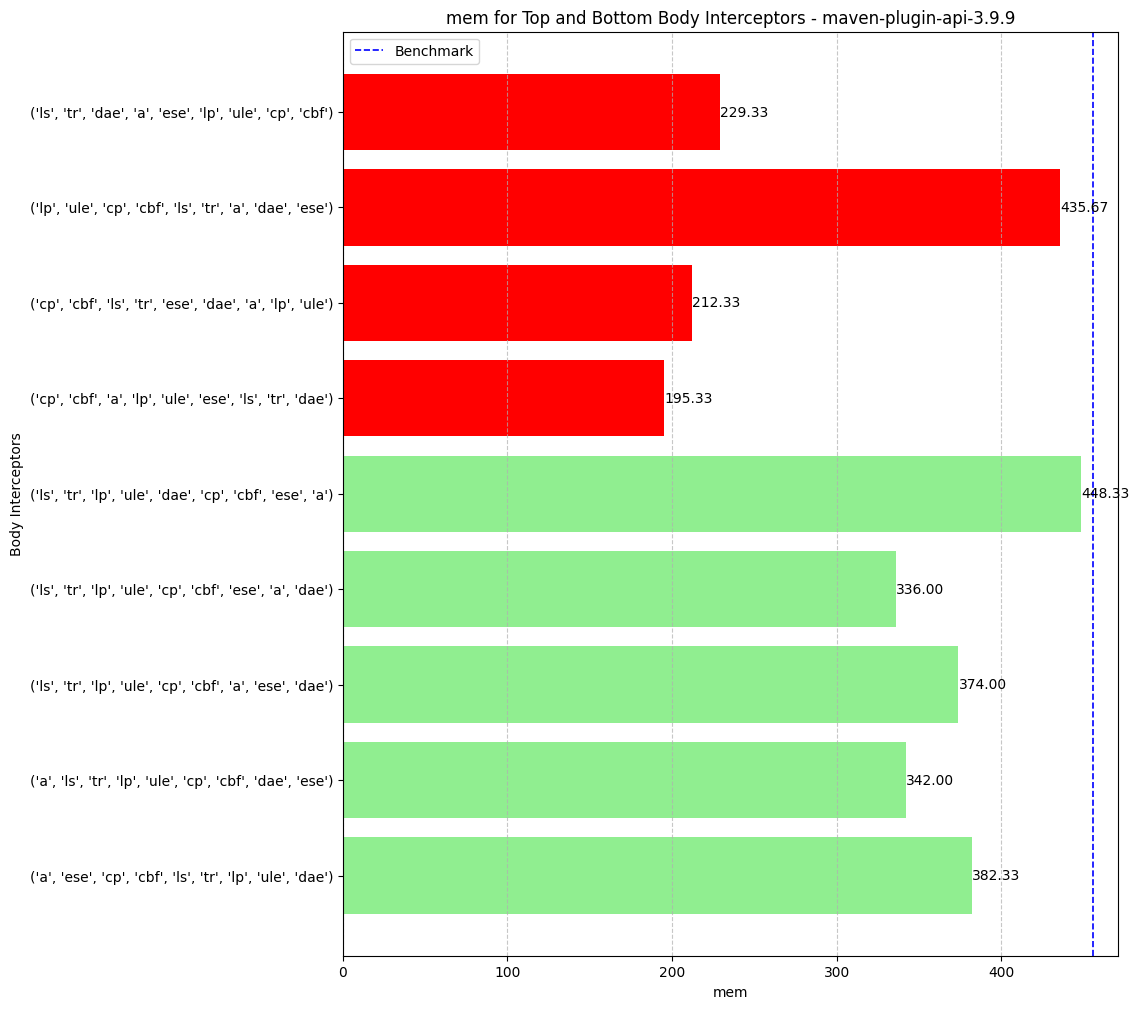 mem for Top and Bottom Body Interceptors - maven-plugin-api-3.9.9
Benchmark
('ls', 'tr', 'dae', 'a', 'ese', 'lp', 'ule', 'cp', 'cbf')
229.33
('lp', 'ule', 'cp', 'cbf', 'ls', 'tr', 'a', 'dae', 'ese')
435.67
('cp', 'cbf', 'ls', 'tr', 'ese', 'dae', 'a', 'lp', 'ule')
212.33
('cp', 'cbf', 'a', 'lp', 'ule', 'ese', 'ls', 'tr', 'dae')
195.33
('ls', 'tr', 'lp', 'ule', 'dae', 'cp', 'cbf', 'ese', 'a')
448.33
('ls', 'tr', 'lp', 'ule', 'cp', 'cbf', 'ese', 'a', 'dae')
336.00
('ls', 'tr', 'lp', 'ule', 'cp', 'cbf', 'a', 'ese', 'dae')
374.00
('a', 'ls', 'tr', 'lp', 'ule', 'cp', 'cbf', 'dae', 'ese')
342.00
('a', 'ese', 'cp', 'cbf', 'ls', 'tr', 'lp', 'ule', 'dae')
382.33
Body Interceptors
0 100 200 300 400
mem